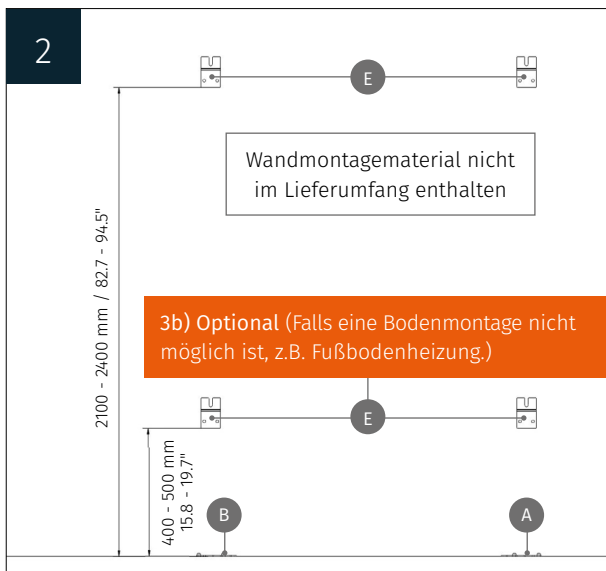 2
E
Wandmontagematerial nicht
im Lieferumfang enthalten
2100 - 2400 mm / 82.7 - 94.5"
3b) Optional (Falls eine Bodenmontage nicht
möglich ist, z.B. Fußbodenheizung.)
E
400 - 500 mm
15.8 - 19.7"
B
A